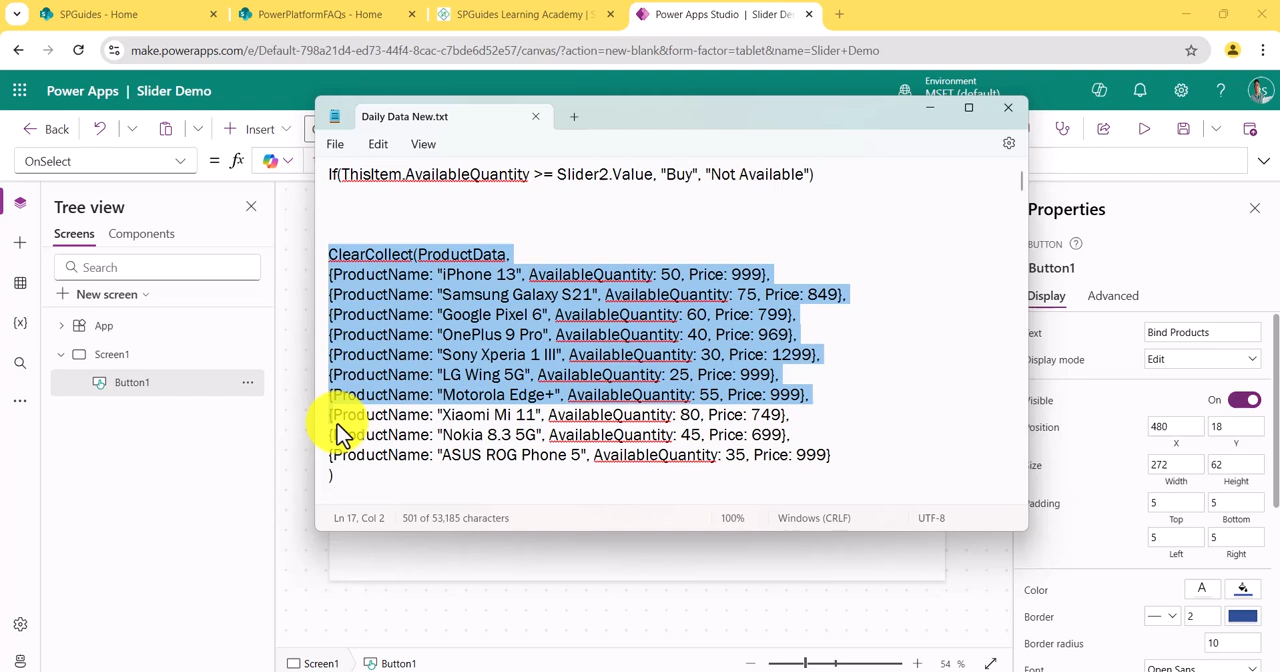 SPGuides - Home
PowerPlatformFAQs - Home
SPGuides Learning Academy | S
Power Apps Studio | Slider De
make.powerapps.com/e/Default-798a21d4-ed73-44f4-8cac-c7bde6d52e57/canvas/?action=new-blank&form-factor=tablet&name=Slider+Demo
Power Apps | Slider Demo
Environment
MSFT (default)
Back
Insert
OnSelect
= fx
Tree view
Screens
Components
Search
New screen
App
Screen1
Button1
Daily Data New.txt
File
Edit
View
If(ThisItem.AvailableQuantity >= Slider2.Value, "Buy", "Not Available")
ClearCollect(ProductData,
{ProductName: "iPhone 13", AvailableQuantity: 50, Price: 999},
{ProductName: "Samsung Galaxy S21", AvailableQuantity: 75, Price: 849},
{ProductName: "Google Pixel 6", AvailableQuantity: 60, Price: 799},
{ProductName: "OnePlus 9 Pro", AvailableQuantity: 40, Price: 969},
{ProductName: "Sony Xperia 1 III", AvailableQuantity: 30, Price: 1299},
{ProductName: "LG Wing 5G", AvailableQuantity: 25, Price: 999},
{ProductName: "Motorola Edge+", AvailableQuantity: 55, Price: 999},
{ProductName: "Xiaomi Mi 11", AvailableQuantity: 80, Price: 749},
{ProductName: "Nokia 8.3 5G", AvailableQuantity: 45, Price: 699},
{ProductName: "ASUS ROG Phone 5", AvailableQuantity: 35, Price: 999}
)
Ln 17, Col 2
501 of 53,185 characters
100%
Windows (CRLF)
UTF-8
Properties
BUTTON
Button1
Display
Advanced
ext
Bind Products
isplay mode
Edit
isible
On
osition
480
18
X
Y
ize
272
62
Width
Height
adding
5
5
Top
Bottom
5
5
Left
Right
Color
A
Border
2
Border radius
10
Font
Open Sans
Screen1
Button1
54 %